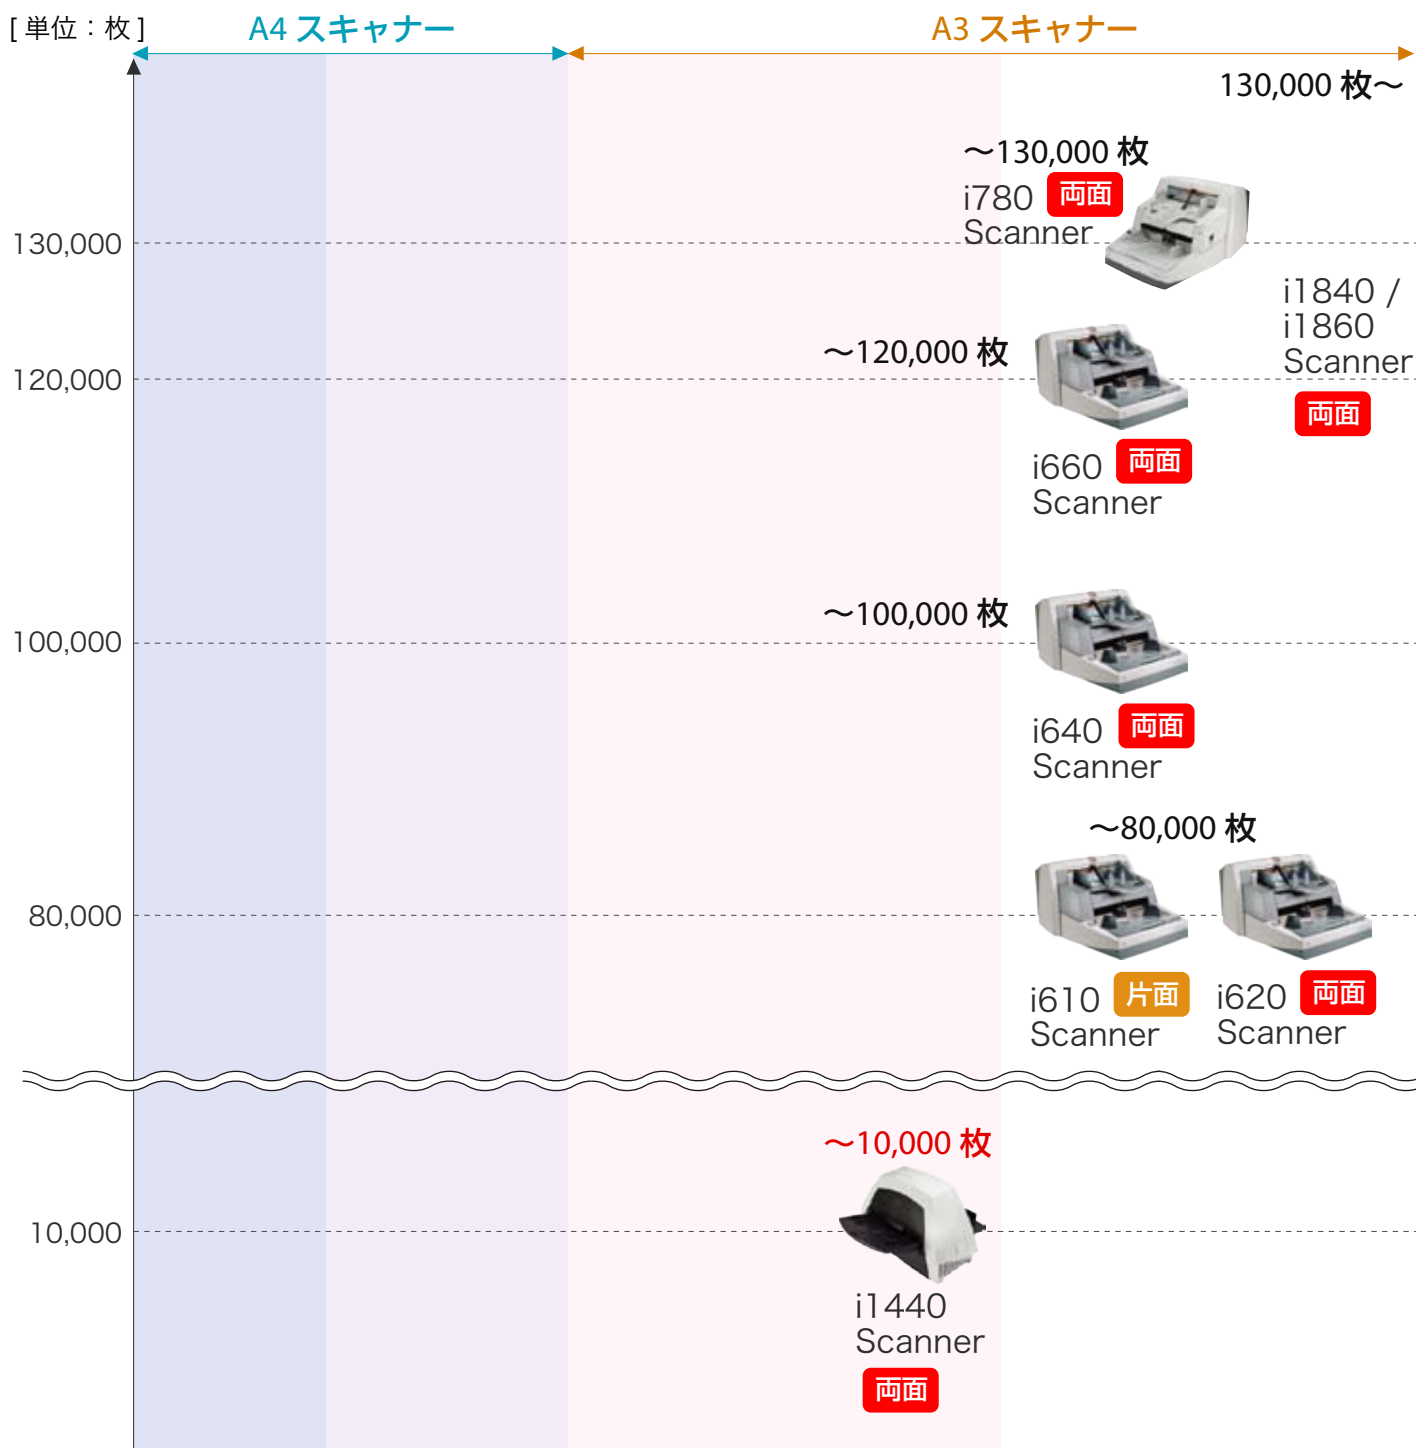 [ 単位：枚 ]
A4 スキャナー
A3 スキャナー
130,000 枚～
～130,000 枚
i780 両面
Scanner
130,000
i1840 /
i1860
Scanner
両面
～120,000 枚
120,000
i660 両面
Scanner
～100,000 枚
100,000
i640 両面
Scanner
～80,000 枚
80,000
i610 片面
Scanner
i620 両面
Scanner
～10,000 枚
10,000
i1440
Scanner
両面